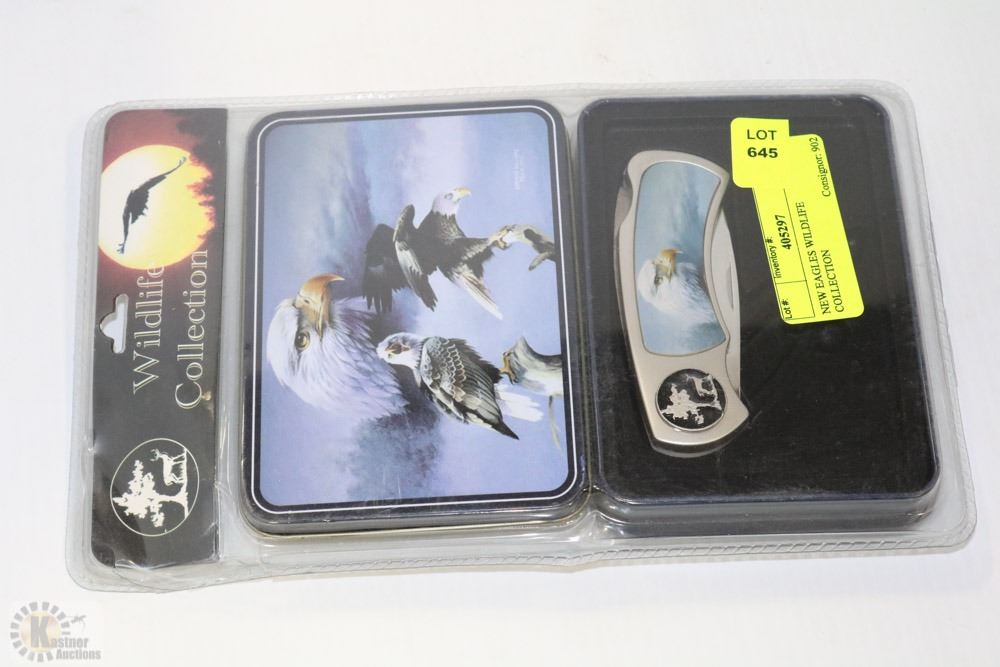 Wildlife
Collection
LOT
645
Lot #:
Inventory #:
405297
Consignor: 902
NEW EAGLES WILDLIFE
COLLECTION
Kastner
Auctions